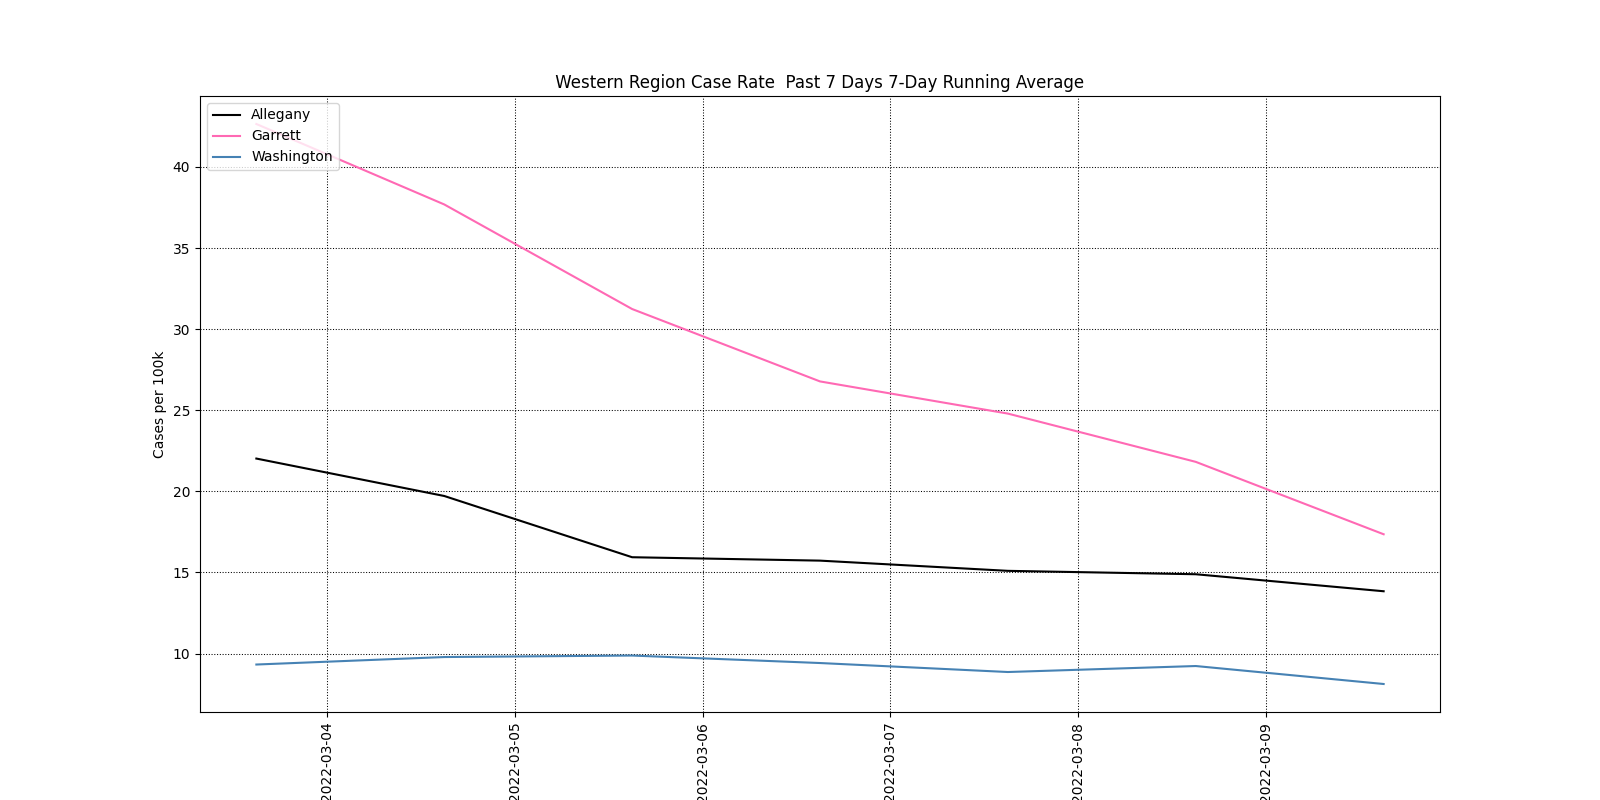 Western Region Case Rate  Past 7 Days 7-Day Running Average
Allegany
Garrett
Washington
Cases per 100k
40
35
30
25
20
15
10
2022-03-04
2022-03-05
2022-03-06
2022-03-07
2022-03-08
2022-03-09